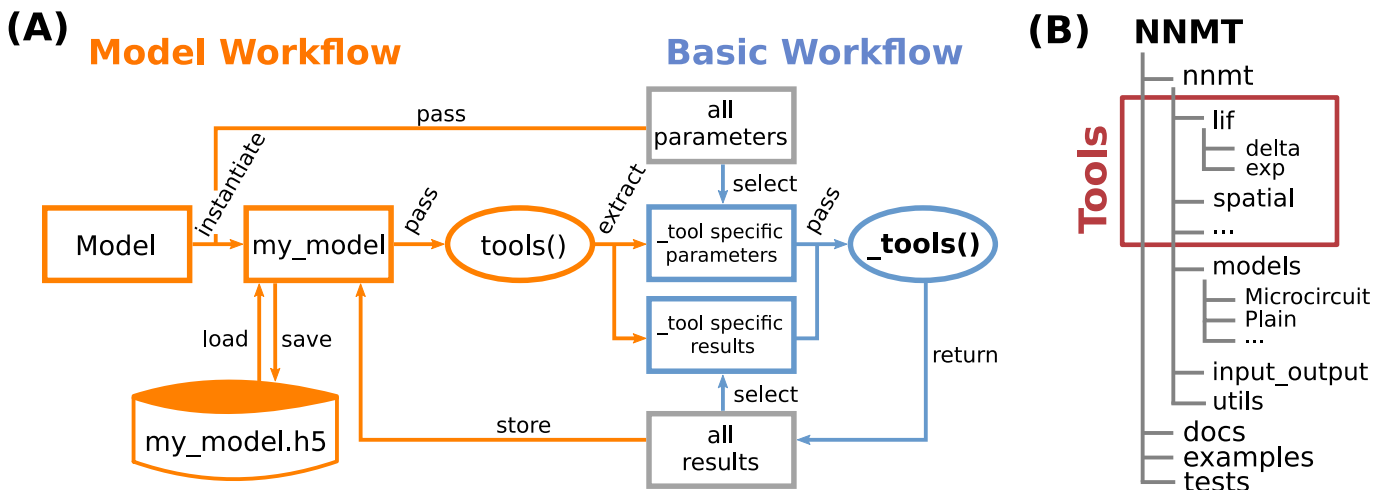 (A)
Model Workflow
Basic Workflow
pass
all
parameters
instantiate
pass
extract
select
pass
Model
my_model
tools()
_tool specific
parameters
_tools()
load
save
_tool specific
results
return
select
my_model.h5
store
all
results
(B)
NNMT
nnmt
Tools
lif
delta
exp
spatial
...
models
Microcircuit
Plain
...
input_output
utils
docs
examples
tests